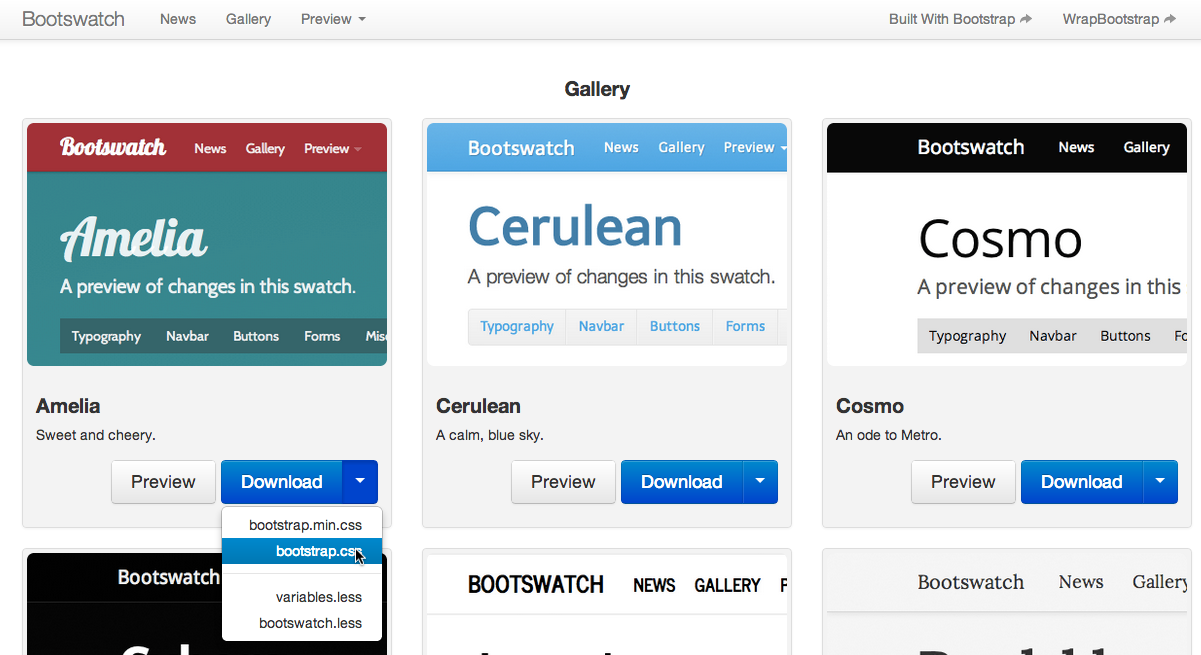 Bootswatch News Gallery Preview Built With Bootstrap WrapBootstrap
Gallery
Bootswatch News Gallery Preview
Amelia
A preview of changes in this swatch.
Typography Navbar Buttons Forms Mis
Amelia
Sweet and cheery.
Preview Download
bootstrap.min.css
bootstrap.css
variables.less
bootswatch.less
Bootswatch News Gallery Preview
Cerulean
A preview of changes in this swatch.
Typography Navbar Buttons Forms
Cerulean
A calm, blue sky.
Preview Download
Bootswatch News Gallery
Cosmo
A preview of changes in this
Typography Navbar Buttons Fo
Cosmo
An ode to Metro.
Preview Download
Bootswatch
BOOTSWATCH NEWS GALLERY
Bootswatch News Gallery